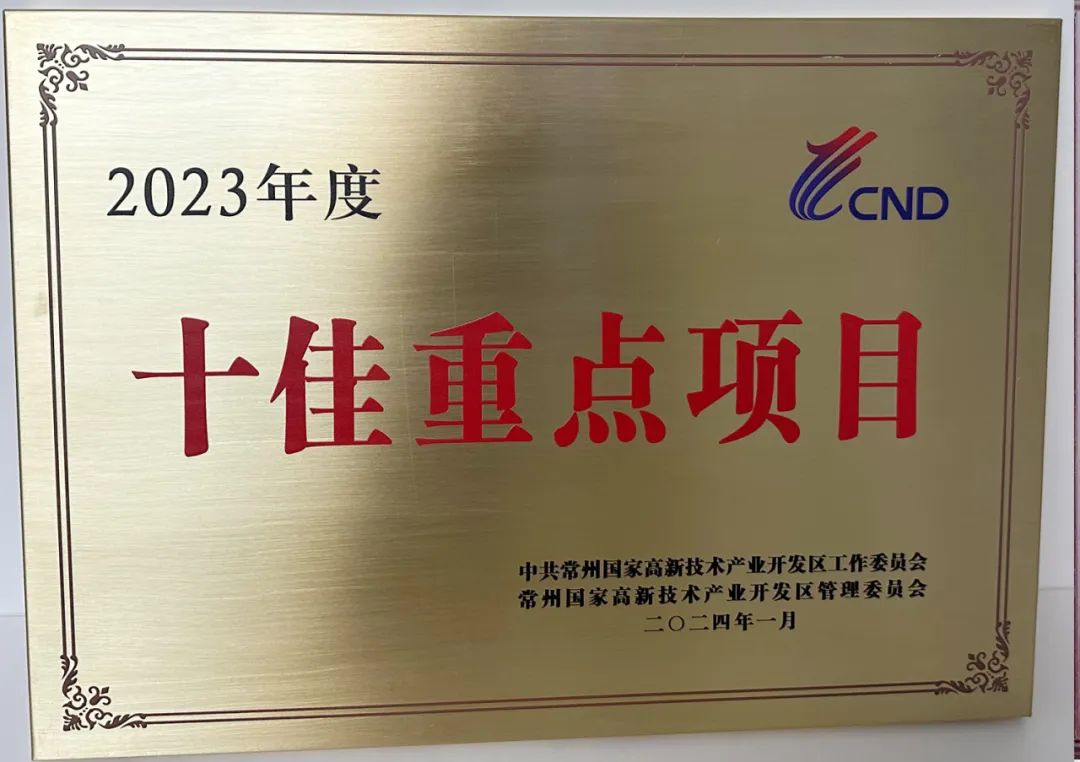 2023年度
CND
十佳重点项目
中共常州国家高新技术产业开发区工作委员会
常州国家高新技术产业开发区管理委员会
二〇二四年一月